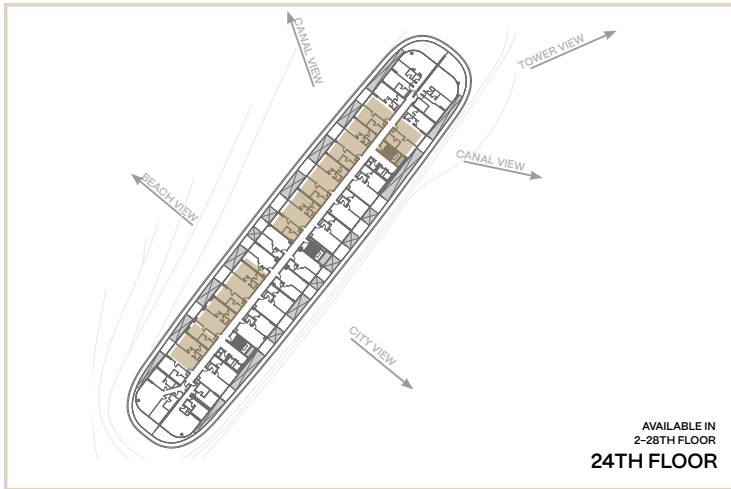 CANAL VIEW
TOWER VIEW
CANAL VIEW
BEACH VIEW
CITY VIEW
AVAILABLE IN
2–28TH FLOOR
24TH FLOOR